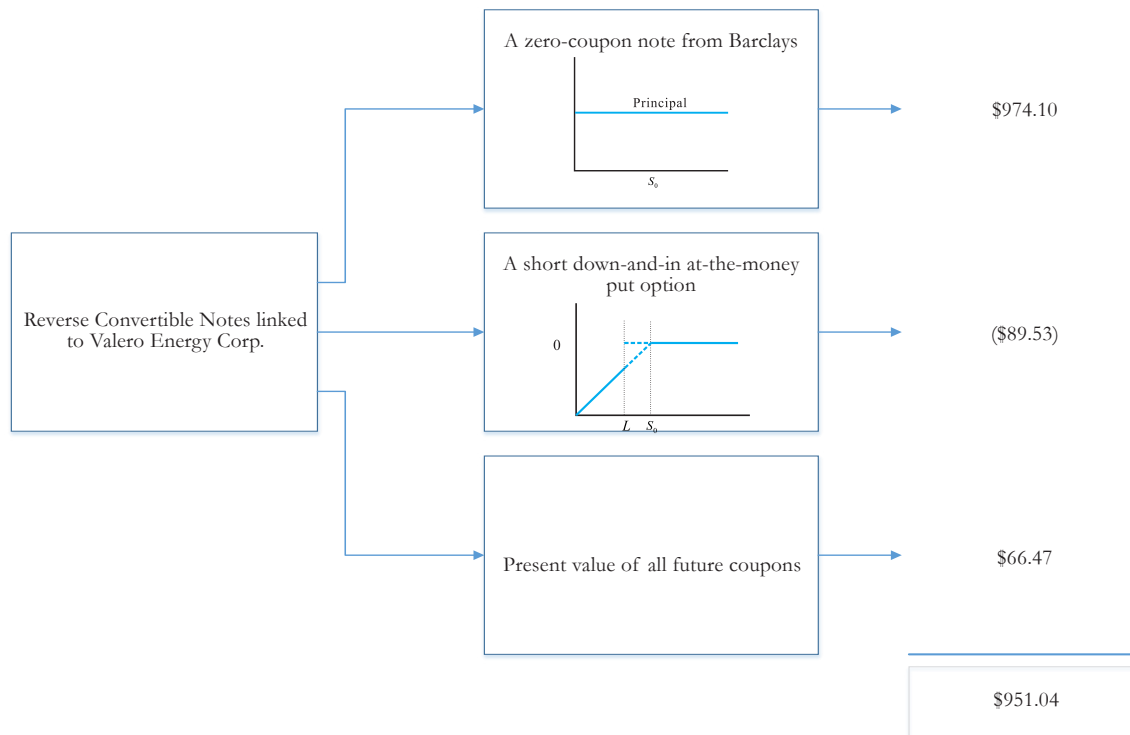 A zero-coupon note from Barclays
Principal
S₀
$974.10
Reverse Convertible Notes linked
to Valero Energy Corp.
A short down-and-in at-the-money
put option
0
L S₀
($89.53)
Present value of all future coupons
$66.47
$951.04